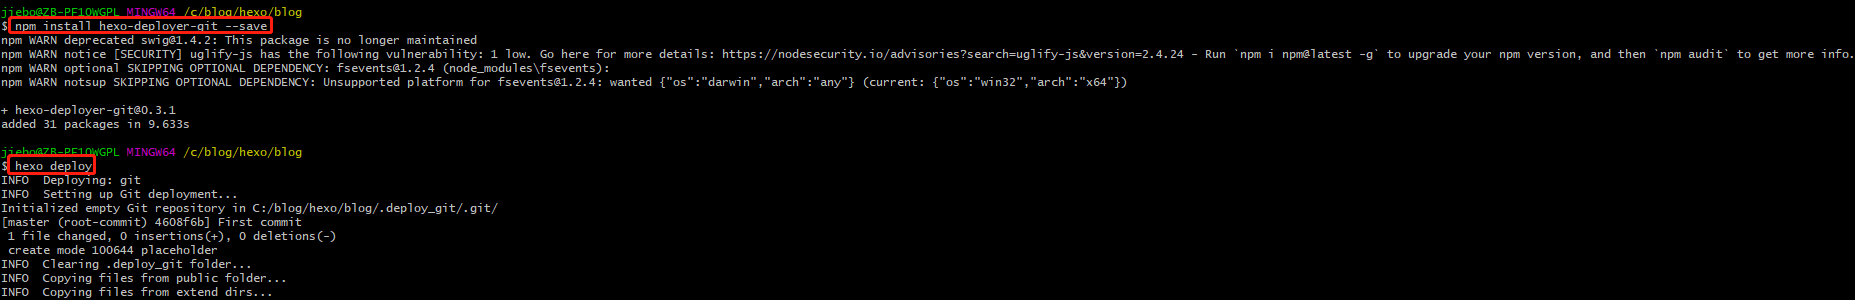 jiebo@ZB-PF10WGPL MINGW64 /c/blog/hexo/blog
$ npm install hexo-deployer-git --save
npm WARN deprecated swig@1.4.2: This package is no longer maintained
npm WARN notice [SECURITY] uglify-js has the following vulnerability: 1 low. Go here for more details: https://nodesecurity.io/advisories?search=uglify-js&version=2.4.24 - Run `npm i npm@latest -g` to upgrade your npm version, and then `npm audit` to get more info.
npm WARN optional SKIPPING OPTIONAL DEPENDENCY: fsevents@1.2.4 (node_modules\fsevents):
npm WARN notsup SKIPPING OPTIONAL DEPENDENCY: Unsupported platform for fsevents@1.2.4: wanted {"os":"darwin","arch":"any"} (current: {"os":"win32","arch":"x64"})
+ hexo-deployer-git@0.3.1
added 31 packages in 9.633s
jiebo@ZB-PF10WGPL MINGW64 /c/blog/hexo/blog
$ hexo deploy
INFO  Deploying: git
INFO  Setting up Git deployment...
Initialized empty Git repository in C:/blog/hexo/blog/.deploy_git/.git/
[master (root-commit) 4608f6b] First commit
 1 file changed, 0 insertions(+), 0 deletions(-)
 create mode 100644 placeholder
INFO  Clearing .deploy_git folder...
INFO  Copying files from public folder...
INFO  Copying files from extend dirs...